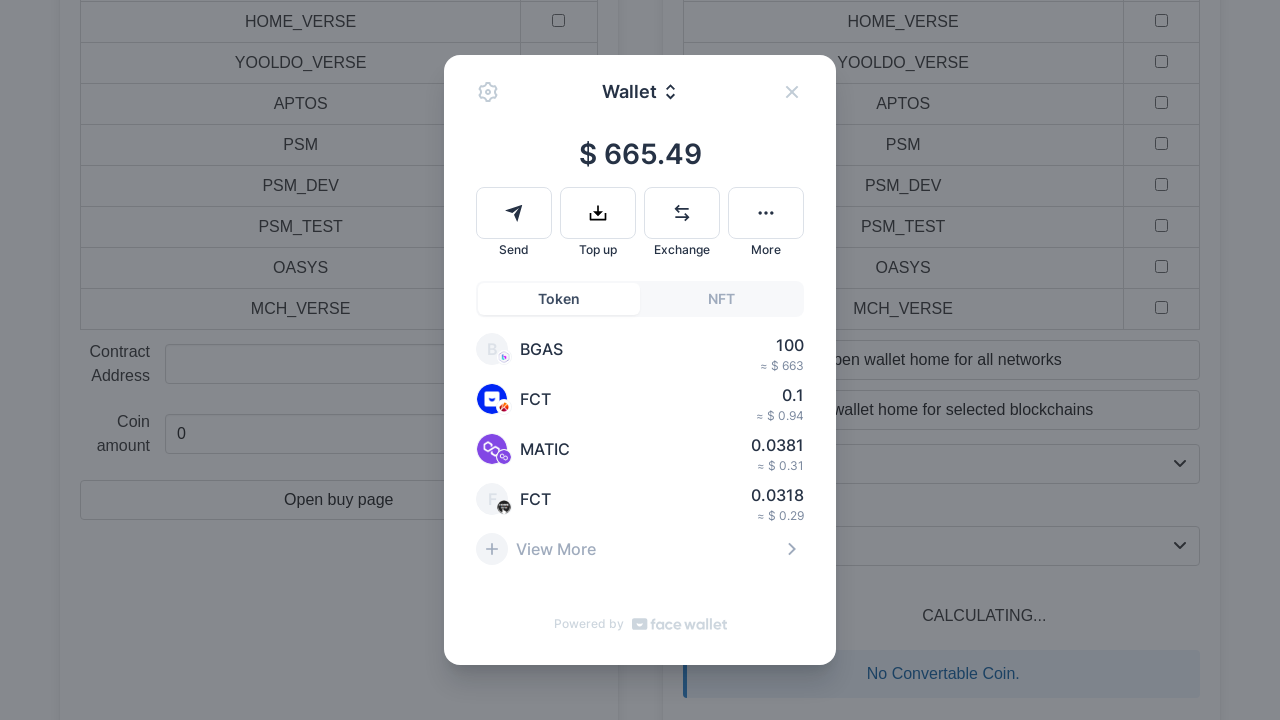 HOME_VERSE
YOOLDO_VERSE
APTOS
PSM
PSM_DEV
PSM_TEST
OASYS
MCH_VERSE
Contract
Address
Coin
amount
0
Open buy page
Wallet
$ 665.49
Send
Top up
Exchange
More
Token
NFT
B
BGAS
100
≈ $ 663
FCT
0.1
≈ $ 0.94
MATIC
0.0381
≈ $ 0.31
F
FCT
0.0318
≈ $ 0.29
View More
Powered by face wallet
HOME_VERSE
YOOLDO_VERSE
APTOS
PSM
PSM_DEV
PSM_TEST
OASYS
MCH_VERSE
pen wallet home for all networks
wallet home for selected blockchains
CALCULATING...
No Convertable Coin.